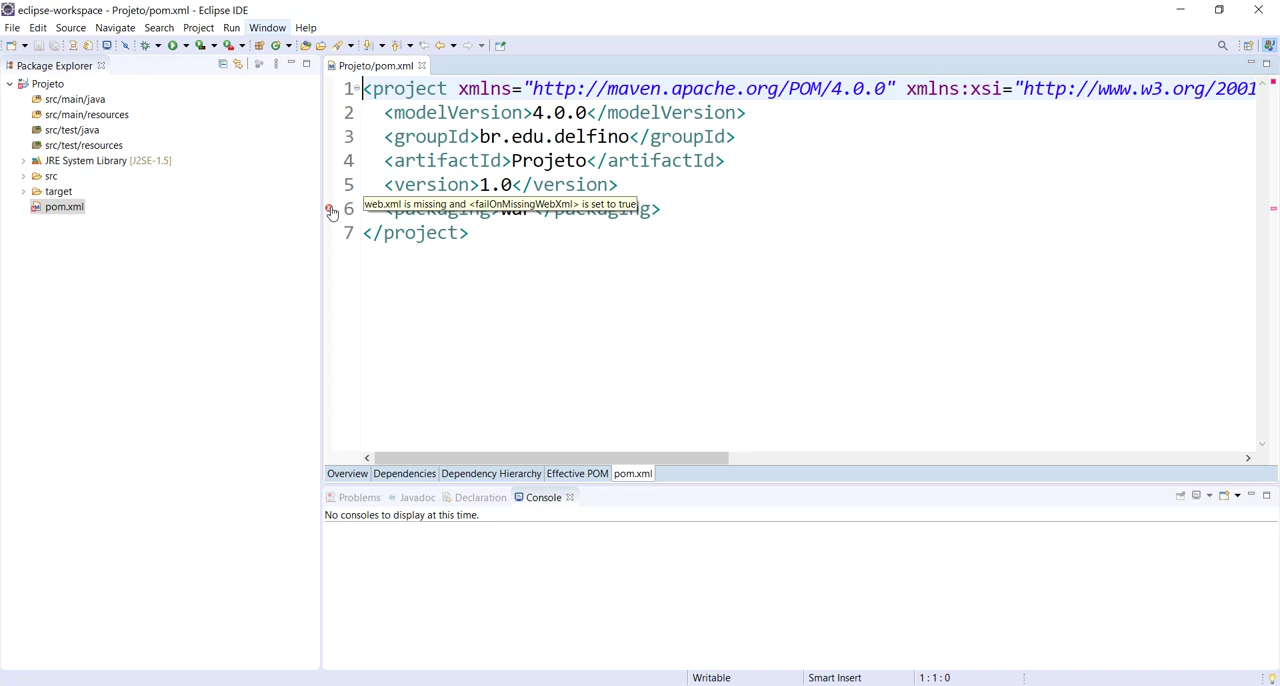 eclipse-workspace - Projeto/pom.xml - Eclipse IDE
File Edit Source Navigate Search Project Run Window Help
Package Explorer
Projeto
src/main/java
src/main/resources
src/test/java
src/test/resources
JRE System Library [J2SE-1.5]
src
target
pom.xml
Projeto/pom.xml
1 <project xmlns="http://maven.apache.org/POM/4.0.0" xmlns:xsi="http://www.w3.org/2001
2 <modelVersion>4.0.0</modelVersion>
3 <groupId>br.edu.delfino</groupId>
4 <artifactId>Projeto</artifactId>
5 <version>1.0</version>
web.xml is missing and <failOnMissingWebXml> is set to true
6 <packaging>war</packaging>
7 </project>
Overview Dependencies Dependency Hierarchy Effective POM pom.xml
Problems Javadoc Declaration Console
No consoles to display at this time.
Writable Smart Insert 1 : 1 : 0